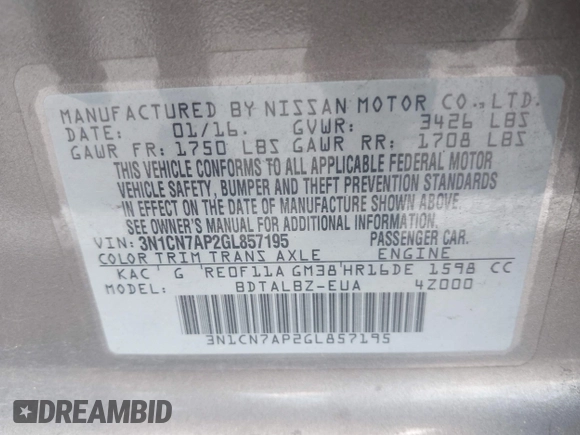 MANUFACTURED BY NISSAN MOTOR CO.,LTD.
DATE: 01/16. GVWR: 3426 LBS
GAWR FR: 1750 LBS GAWR RR: 1708 LBS
THIS VEHICLE CONFORMS TO ALL APPLICABLE FEDERAL MOTOR
VEHICLE SAFETY, BUMPER AND THEFT PREVENTION STANDARDS
IN EFFECT ON THE DATE OF MANUFACTURE SHOWN ABOVE.
SEE OWNER'S MANUAL FOR ADDITIONAL INFORMATION.
VIN: 3N1CN7AP2GL857195 PASSENGER CAR.
COLOR TRIM TRANS AXLE ENGINE
KAC G RE0F11A GM38 HR16DE 1598 CC
MODEL: BDTALBZ-EUA 4Z000
3N1CN7AP2GL857195
DREAMBID